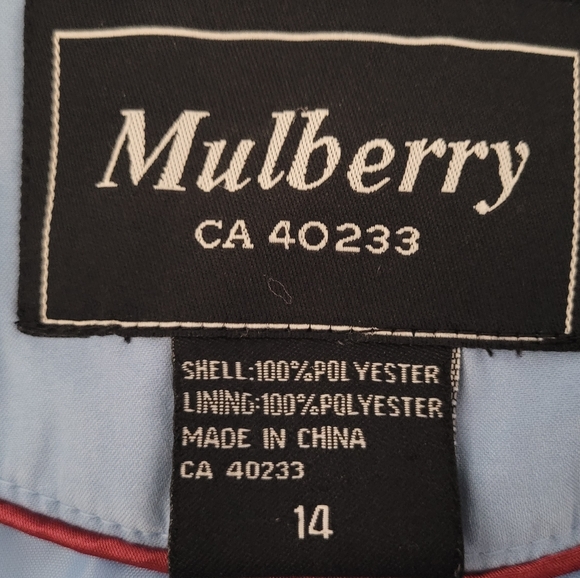 Mulberry
CA 40233
SHELL:100%POLYESTER
LINING:100%POLYESTER
MADE IN CHINA
CA 40233
14